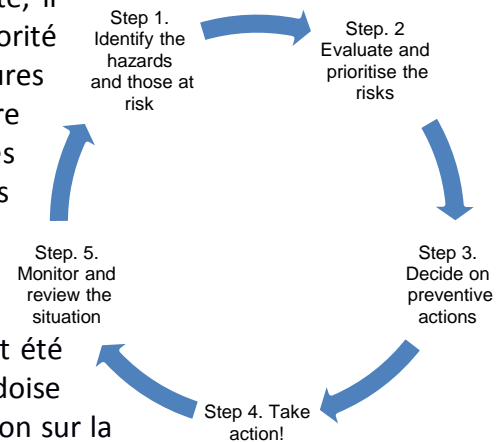 orité
ures
re
es
s
t été
doise
on sur la
Step 1.
Identify the
hazards
and those at
risk
Step. 2
Evaluate and
prioritise the
risks
Step 3.
Decide on
preventive
actions
Step 4. Take
action!
Step. 5.
Monitor and
review the
situation